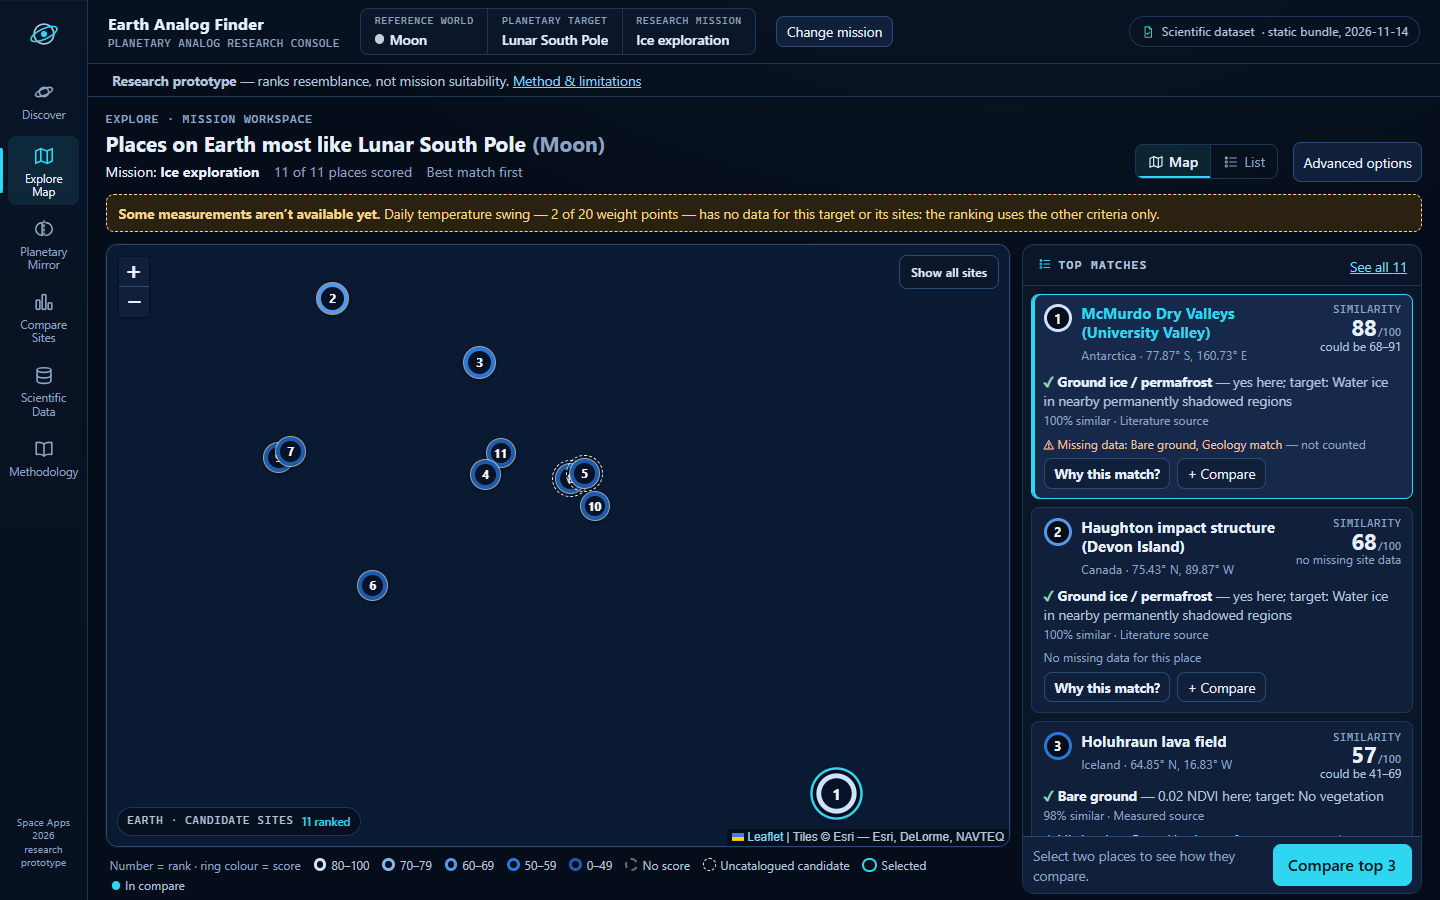 Earth Analog Finder
PLANETARY ANALOG RESEARCH CONSOLE
REFERENCE WORLD
Moon
PLANETARY TARGET
Lunar South Pole
RESEARCH MISSION
Ice exploration
Change mission
Scientific dataset · static bundle, 2026-11-14
Research prototype — ranks resemblance, not mission suitability. Method & limitations
Discover
Explore
Map
Planetary
Mirror
Compare
Sites
Scientific
Data
Methodology
Space Apps
2026
research
prototype
EXPLORE · MISSION WORKSPACE
Places on Earth most like Lunar South Pole (Moon)
Mission: Ice exploration 11 of 11 places scored Best match first
Map
List
Advanced options
Some measurements aren't available yet. Daily temperature swing — 2 of 20 weight points — has no data for this target or its sites: the ranking uses the other criteria only.
+
−
Show all sites
2
3
7
11
4
5
10
6
1
EARTH · CANDIDATE SITES 11 ranked
Leaflet | Tiles © Esri — Esri, DeLorme, NAVTEQ
Number = rank · ring colour = score 80–100 70–79 60–69 50–59 0–49 No score Uncatalogued candidate Selected
In compare
TOP MATCHES
See all 11
1
McMurdo Dry Valleys
(University Valley)
Antarctica · 77.87° S, 160.73° E
SIMILARITY
88/100
could be 68–91
✓ Ground ice / permafrost — yes here; target: Water ice
in nearby permanently shadowed regions
100% similar · Literature source
⚠ Missing data: Bare ground, Geology match — not counted
Why this match?
+ Compare
2
Haughton impact structure
(Devon Island)
Canada · 75.43° N, 89.87° W
SIMILARITY
68/100
no missing site data
✓ Ground ice / permafrost — yes here; target: Water ice
in nearby permanently shadowed regions
100% similar · Literature source
No missing data for this place
Why this match?
+ Compare
3
Holuhraun lava field
Iceland · 64.85° N, 16.83° W
SIMILARITY
57/100
could be 41–69
✓ Bare ground — 0.02 NDVI here; target: No vegetation
98% similar · Measured source
Select two places to see how they
compare.
Compare top 3